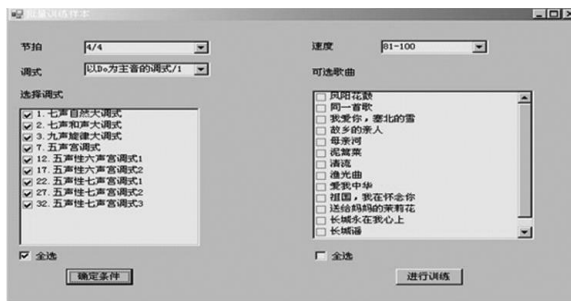 批量训练样本
节拍 4/4
调式 以Do为主音的调式/1
选择调式
1. 七声自然大调式
2. 七声和声大调式
3. 九声旋律大调式
7. 五声宫调式
12. 五声性六声宫调式1
17. 五声性六声宫调式2
22. 五声性七声宫调式1
27. 五声性七声宫调式2
32. 五声性七声宫调式3
全选
确定条件
速度 81-100
可选歌曲
凤阳花鼓
同一首歌
我爱你，塞北的雪
故乡的亲人
母亲河
泥鸳菜
清流
渔光曲
爱我中华
祖国，我在怀念你
送给妈妈的茉莉花
长城永在我心上
长城谣
全选
进行训练